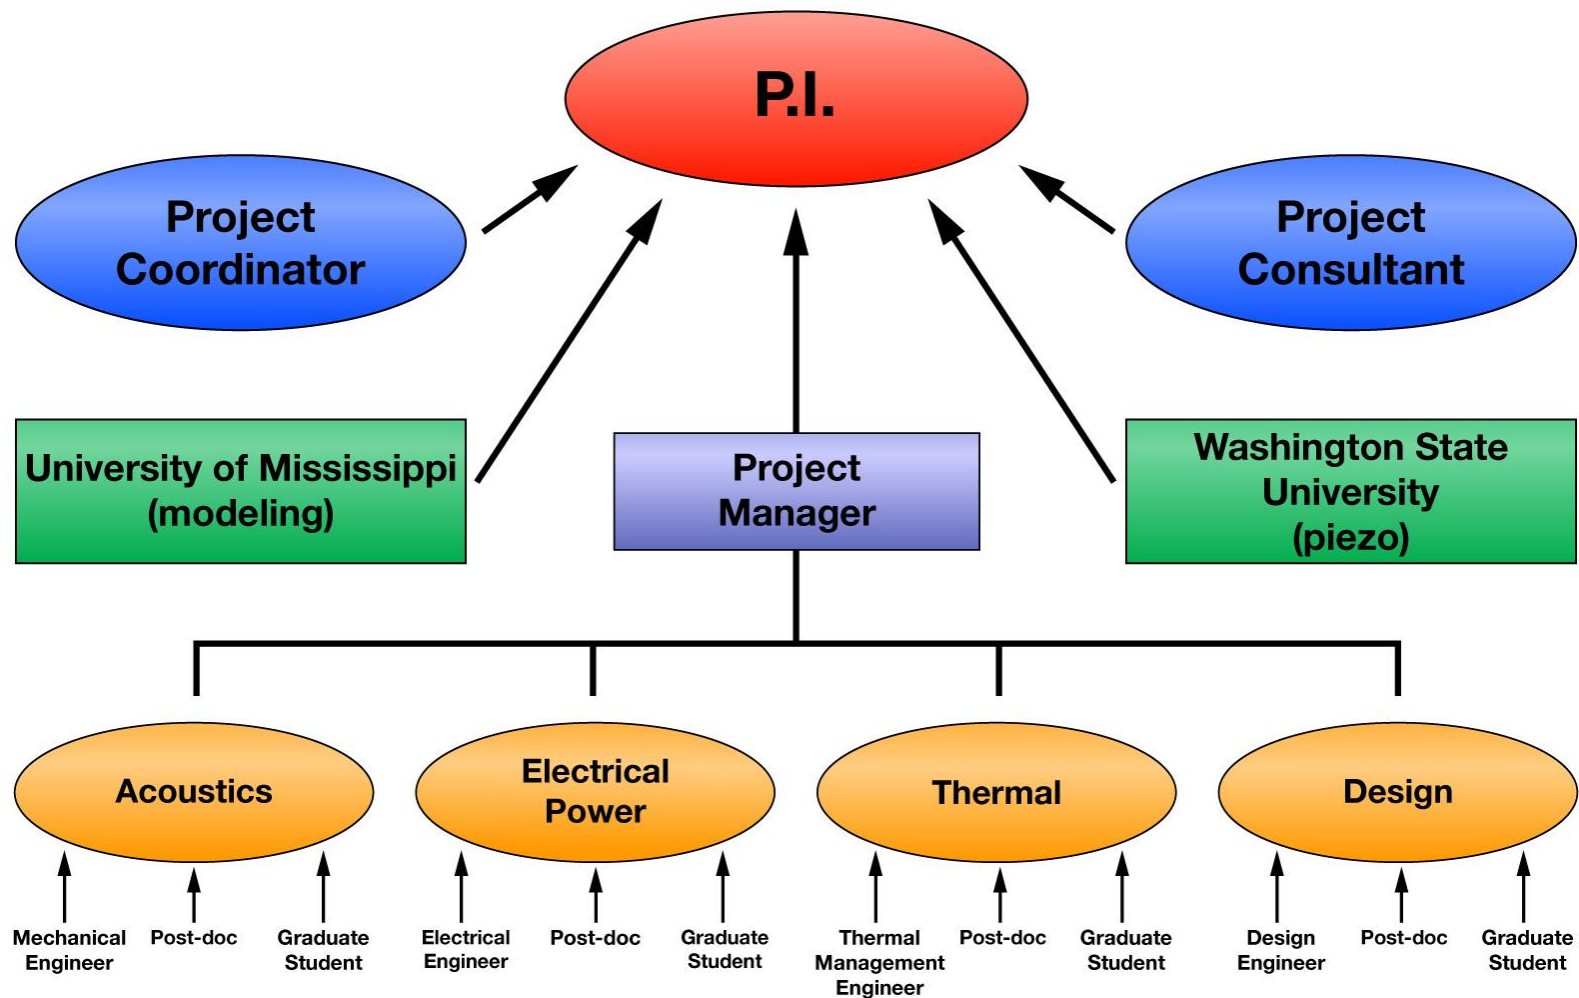 P.I.
Project
Coordinator
Project
Consultant
University of Mississippi
(modeling)
Project
Manager
Washington State
University
(piezo)
Acoustics
Electrical
Power
Thermal
Design
Mechanical
Engineer
Post-doc
Graduate
Student
Electrical
Engineer
Post-doc
Graduate
Student
Thermal
Management
Engineer
Post-doc
Graduate
Student
Design
Engineer
Post-doc
Graduate
Student